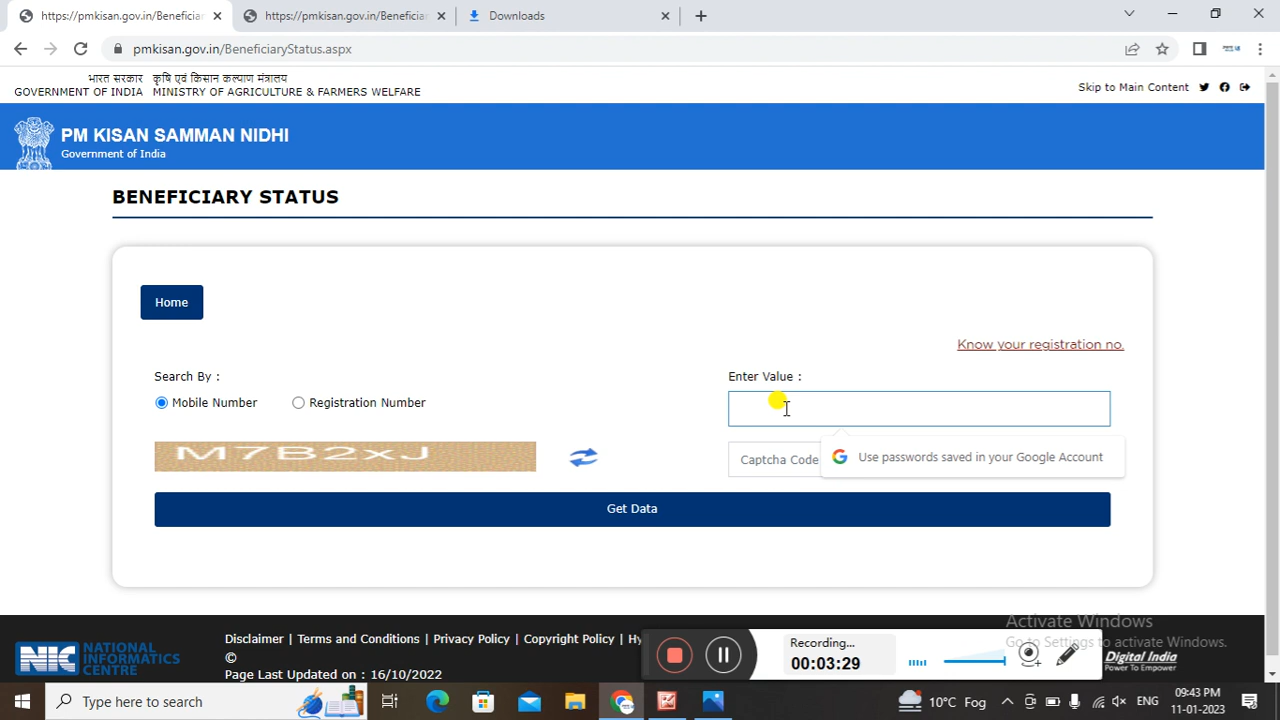 https://pmkisan.gov.in/Beneficiar
https://pmkisan.gov.in/Beneficiar
Downloads
pmkisan.gov.in/BeneficiaryStatus.aspx
भारत सरकार कृषि एवं किसान कल्याण मंत्रालय
GOVERNMENT OF INDIA MINISTRY OF AGRICULTURE & FARMERS WELFARE
Skip to Main Content
PM KISAN SAMMAN NIDHI
Government of India
BENEFICIARY STATUS
Home
Know your registration no.
Search By :
Enter Value :
Mobile Number
Registration Number
M7B2xJ
Captcha Code
Use passwords saved in your Google Account
Get Data
Activate Windows
Go to Settings to activate Windows.
Disclaimer | Terms and Conditions | Privacy Policy | Copyright Policy | Hy
©
Page Last Updated on : 16/10/2022
NIC NATIONAL INFORMATICS CENTRE
Recording...
00:03:29
Digital India
Power To Empower
Type here to search
10°C Fog
ENG
09:43 PM
11-01-2023